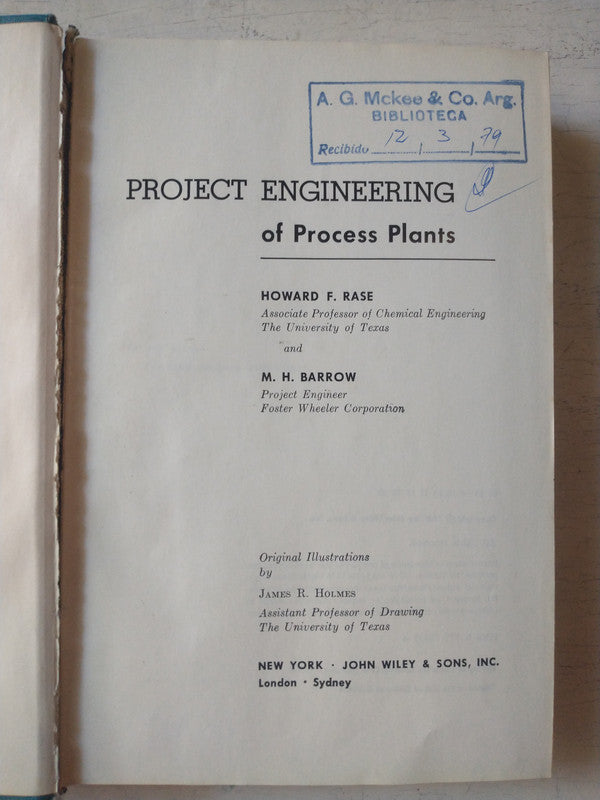 A. G. Mckee & Co. Arg.
BIBLIOTECA
Recibido 12 / 3 / 79
PROJECT ENGINEERING
of Process Plants
HOWARD F. RASE
Associate Professor of Chemical Engineering
The University of Texas
and
M. H. BARROW
Project Engineer
Foster Wheeler Corporation
Original Illustrations
by
JAMES R. HOLMES
Assistant Professor of Drawing
The University of Texas
NEW YORK · JOHN WILEY & SONS, INC.
London · Sydney